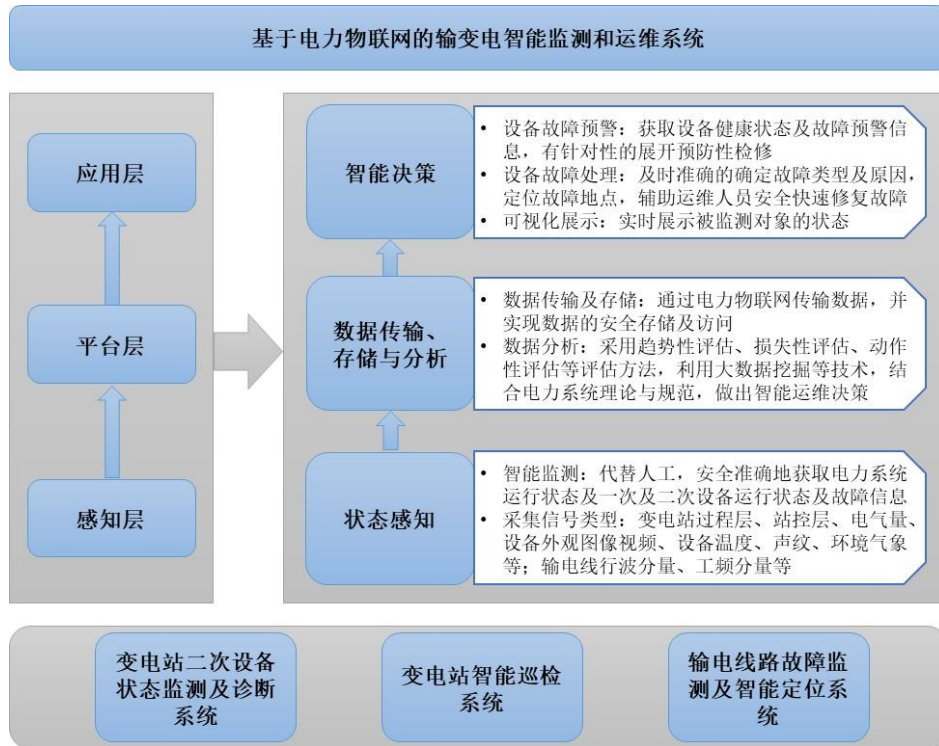 基于电力物联网的输变电智能监测和运维系统
应用层
平台层
感知层
智能决策
• 设备故障预警：获取设备健康状态及故障预警信
息，有针对性的展开预防性检修
• 设备故障处理：及时准确的确定故障类型及原因，
定位故障地点，辅助运维人员安全快速修复故障
• 可视化展示：实时展示被监测对象的状态
数据传输、
存储与分析
• 数据传输及存储：通过电力物联网传输数据，并
实现数据的安全存储及访问
• 数据分析：采用趋势性评估、损失性评估、动作
性评估等评估方法，利用大数据挖掘等技术，结
合电力系统理论与规范，做出智能运维决策
状态感知
• 智能监测：代替人工，安全准确地获取电力系统
运行状态及一次及二次设备运行状态及故障信息
• 采集信号类型：变电站过程层、站控层、电气量、
设备外观图像视频、设备温度、声纹、环境气象
等；输电线行波分量、工频分量等
变电站二次设备
状态监测及诊断
系统
变电站智能巡检
系统
输电线路故障监
测及智能定位系
统